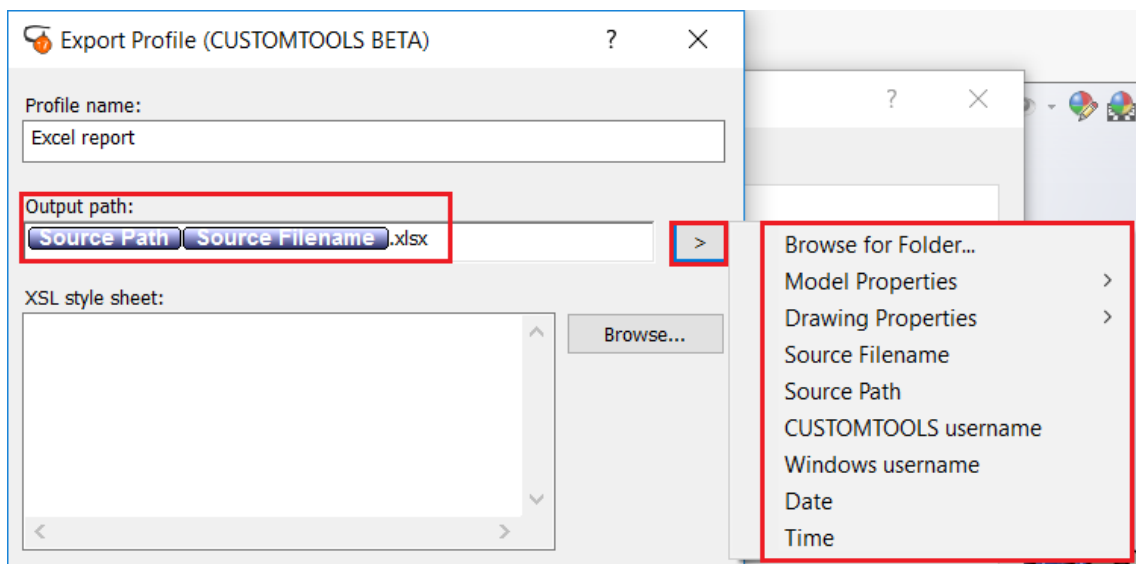 Export Profile (CUSTOMTOOLS BETA) ?
?
Profile name:
Excel report
Output path:
Source Path Source Filename .xlsx
>
XSL style sheet:
Browse...
Browse for Folder...
Model Properties >
Drawing Properties >
Source Filename
Source Path
CUSTOMTOOLS username
Windows username
Date
Time